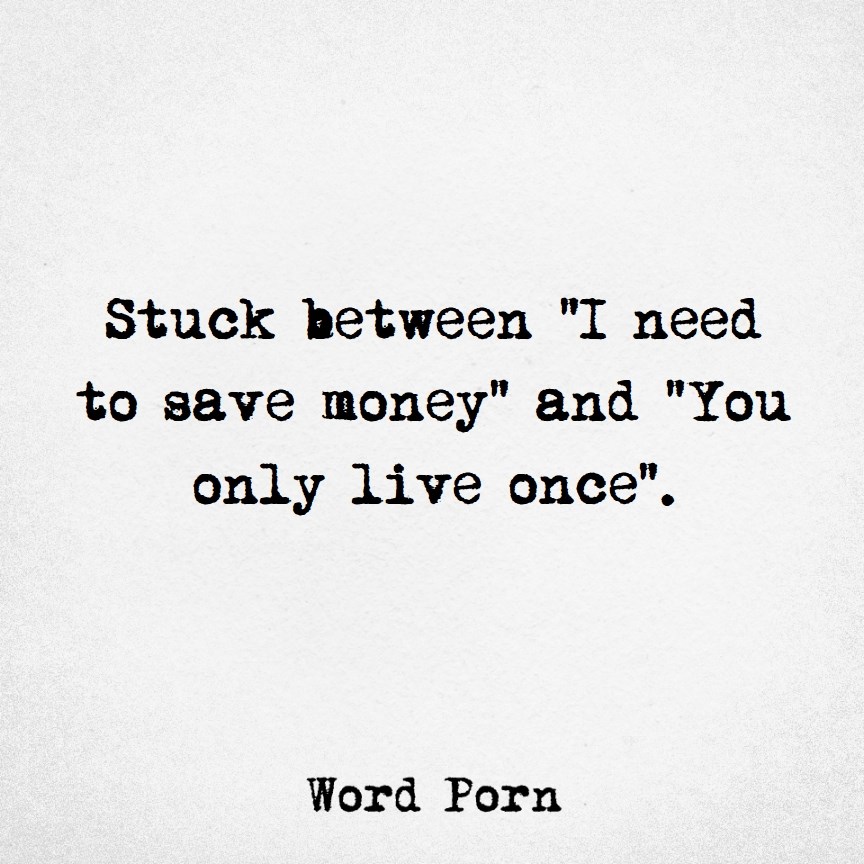 Stuck between "I need
to save money" and "You
only live once".
Word Porn